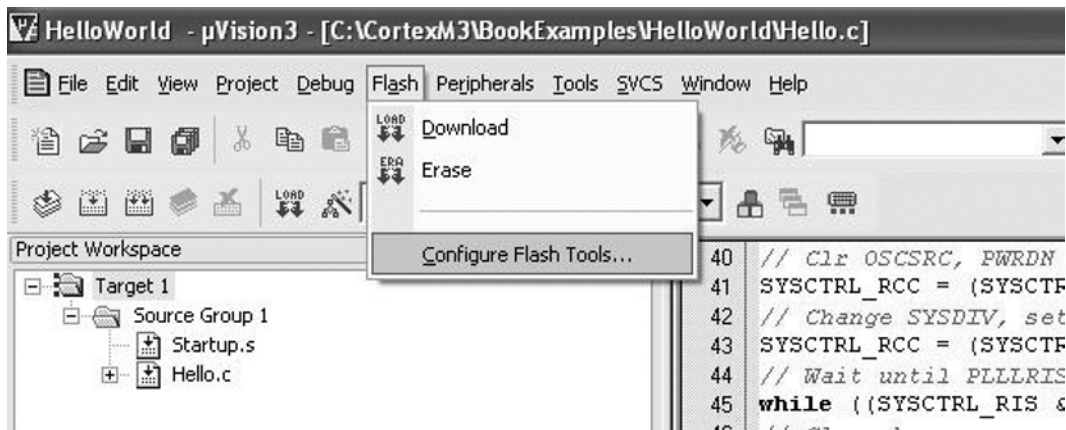 HelloWorld - µVision3 - [C:\CortexM3\BookExamples\HelloWorld\Hello.c]
File Edit View Project Debug Flash Peripherals Tools SVCS Window Help
LOAD Download
ERA Erase
LOAD
Configure Flash Tools...
Project Workspace
Target 1
Source Group 1
Startup.s
Hello.c
40 // Clr OSCSRC, PWRDN
41 SYSCTRL_RCC = (SYSCTR
42 // Change SYSDIV, set
43 SYSCTRL_RCC = (SYSCTR
44 // Wait until PLLLRIS
45 while ((SYSCTRL_RIS &